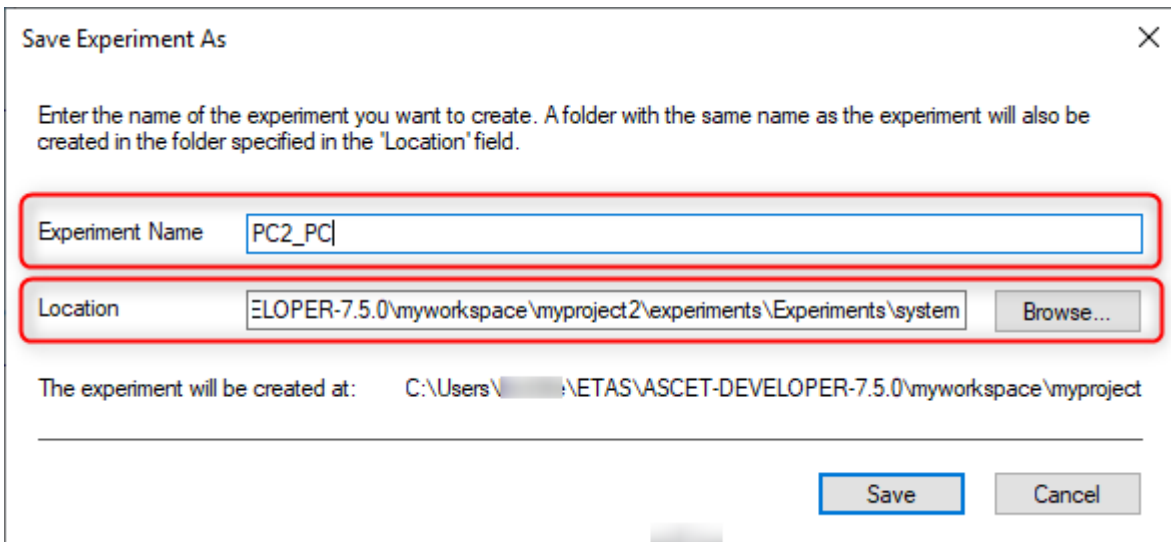 Save Experiment As
Enter the name of the experiment you want to create. A folder with the same name as the experiment will also be
created in the folder specified in the 'Location' field.
Experiment Name PC2_PC
Location ELOPER-7.5.0\myworkspace\myproject2\experiments\Experiments\system Browse...
The experiment will be created at: C:\Users\ \ETAS\ASCET-DEVELOPER-7.5.0\myworkspace\myproject
Save Cancel